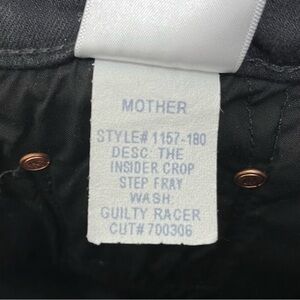 MOTHER
STYLE# 1157-180
DESC: THE
INSIDER CROP
STEP FRAY
WASH:
GUILTY RACER
CUT# 700306